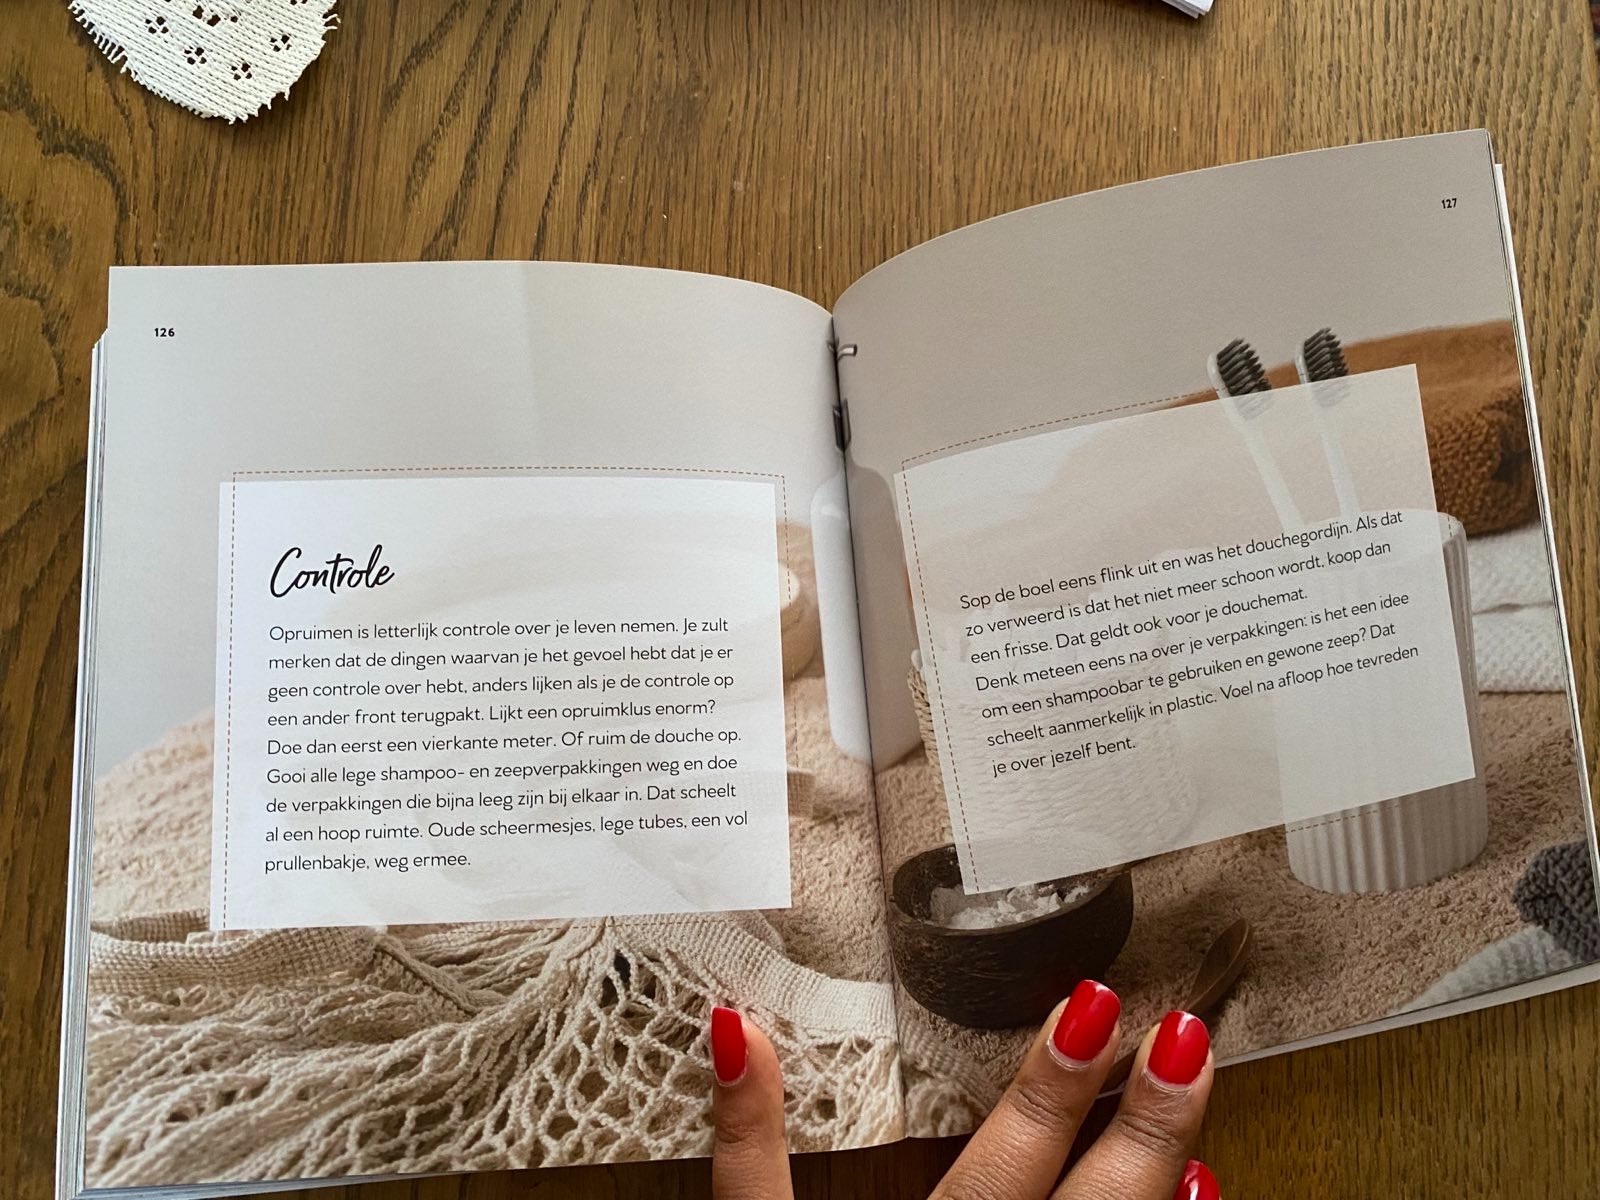 126
Controle
Opruimen is letterlijk controle over je leven nemen. Je zult
merken dat de dingen waarvan je het gevoel hebt dat je er
geen controle over hebt, anders lijken als je de controle op
een ander front terugpakt. Lijkt een opruimklus enorm?
Doe dan eerst een vierkante meter. Of ruim de douche op.
Gooi alle lege shampoo- en zeepverpakkingen weg en doe
de verpakkingen die bijna leeg zijn bij elkaar in. Dat scheelt
al een hoop ruimte. Oude scheermesjes, lege tubes, een vol
prullenbakje, weg ermee.
127
Sop de boel eens flink uit en was het douchegordijn. Als dat
zo verweerd is dat het niet meer schoon wordt, koop dan
een frisse. Dat geldt ook voor je douchemat.
Denk meteen eens na over je verpakkingen: is het een idee
om een shampoobar te gebruiken en gewone zeep? Dat
scheelt aanmerkelijk in plastic. Voel na afloop hoe tevreden
je over jezelf bent.